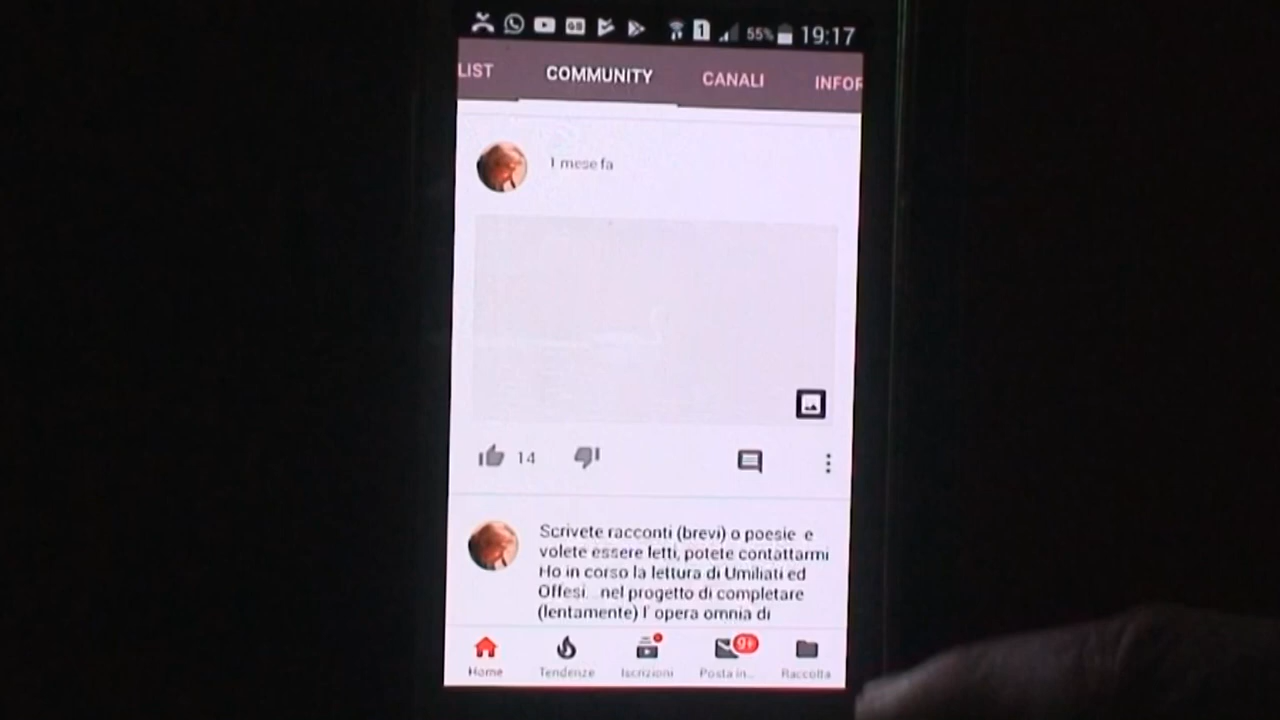 55% 19:17
LIST COMMUNITY CANALI INFOR
1 mese fa
14
Scrivete racconti (brevi) o poesie e
volete essere letti, potete contattarmi
Ho in corso la lettura di Umiliati ed
Offesi...nel progetto di completare
(lentamente) l' opera omnia di
9+
Home Tendenze Iscrizioni Posta in... Raccolta